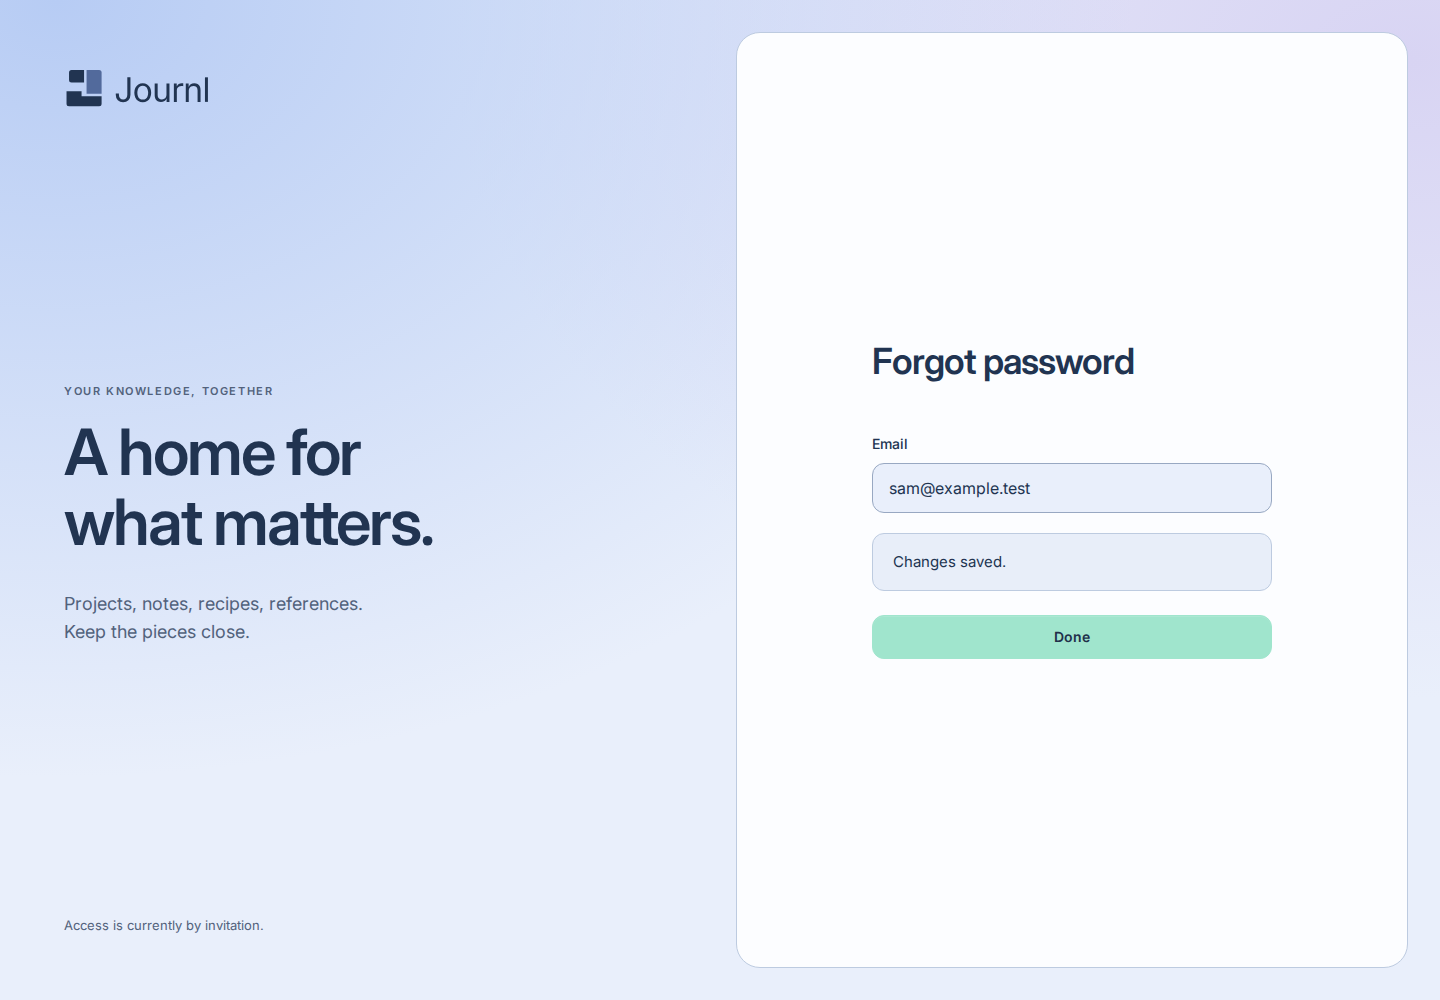 Journl
YOUR KNOWLEDGE, TOGETHER
A home for
what matters.
Projects, notes, recipes, references.
Keep the pieces close.
Access is currently by invitation.
Forgot password
Email
sam@example.test
Changes saved.
Done